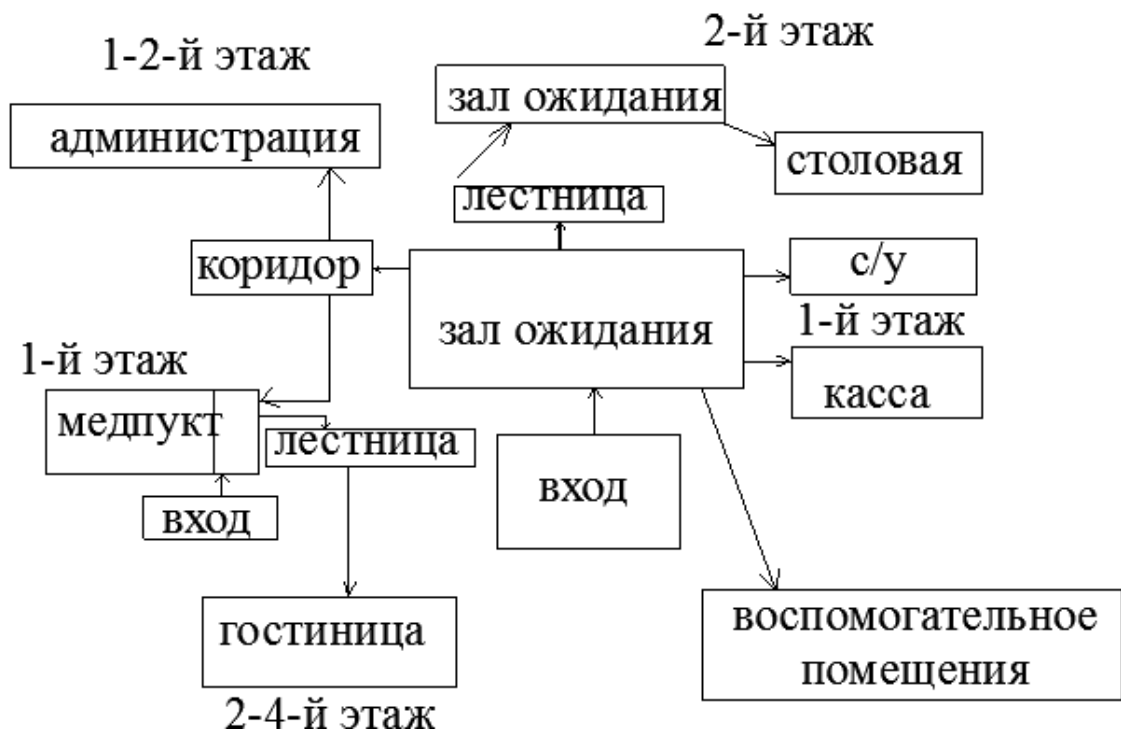 2-й этаж
1-2-й этаж
зал ожидания
администрация
столовая
лестница
коридор
с/у
зал ожидания
1-й этаж
1-й этаж
касса
медпукт
лестница
вход
вход
гостиница
воспомогательное
помещения
2-4-й этаж